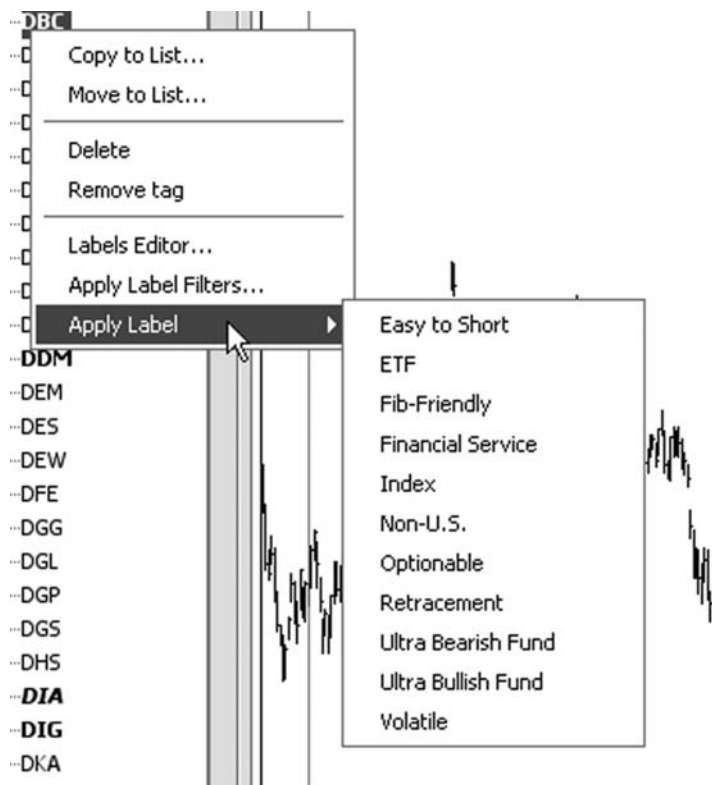 DBC
Copy to List...
Move to List...
Delete
Remove tag
Labels Editor...
Apply Label Filters...
Apply Label
Easy to Short
ETF
Fib-Friendly
Financial Service
Index
Non-U.S.
Optionable
Retracement
Ultra Bearish Fund
Ultra Bullish Fund
Volatile
DDM
DEM
DES
DEW
DFE
DGG
DGL
DGP
DGS
DHS
DIA
DIG
DKA